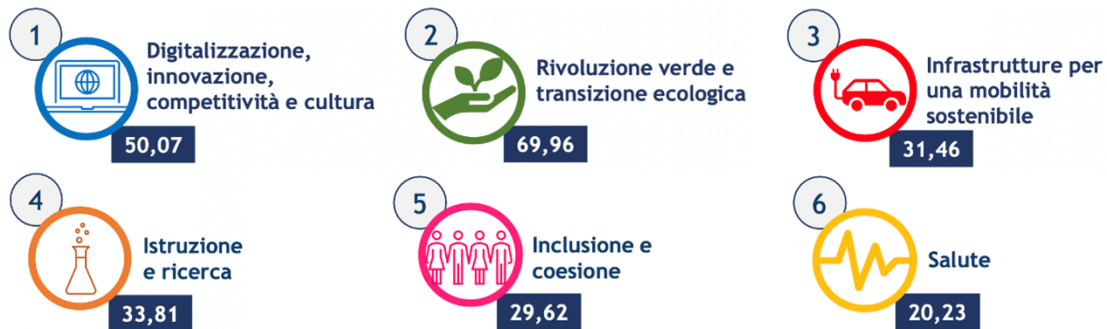 1
Digitalizzazione,
innovazione,
competitività e cultura
50,07
2
Rivoluzione verde e
transizione ecologica
69,96
3
Infrastrutture per
una mobilità
sostenibile
31,46
4
Istruzione
e ricerca
33,81
5
Inclusione e
coesione
29,62
6
Salute
20,23